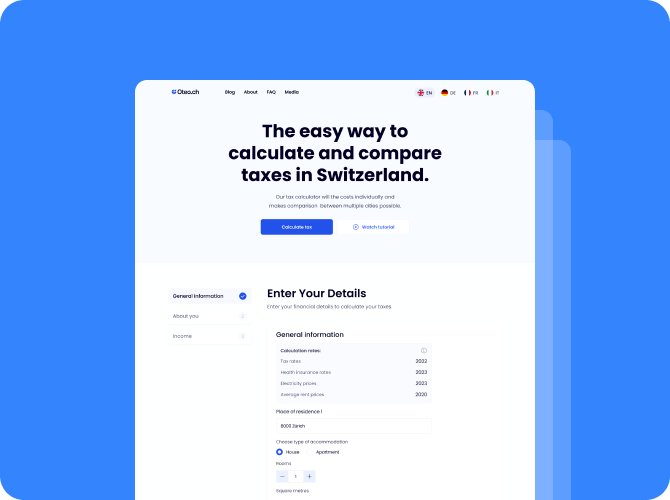 Oteo.ch
Blog About FAQ Media
EN DE FR IT
The easy way to
calculate and compare
taxes in Switzerland.
Our tax calculator will the costs individually and
makes comparison between multiple cities possible.
Calculate tax
Watch tutorial
General information
About you
Income
Enter Your Details
Enter your financial details to calculate your taxes.
General information
Calculation rates:
Tax rates 2022
Health insurance rates 2023
Electricity prices 2023
Average rent prices 2020
Place of residence 1
8000 Zürich
Choose type of accommodation
House Apartment
Rooms
− 1 +
Square metres